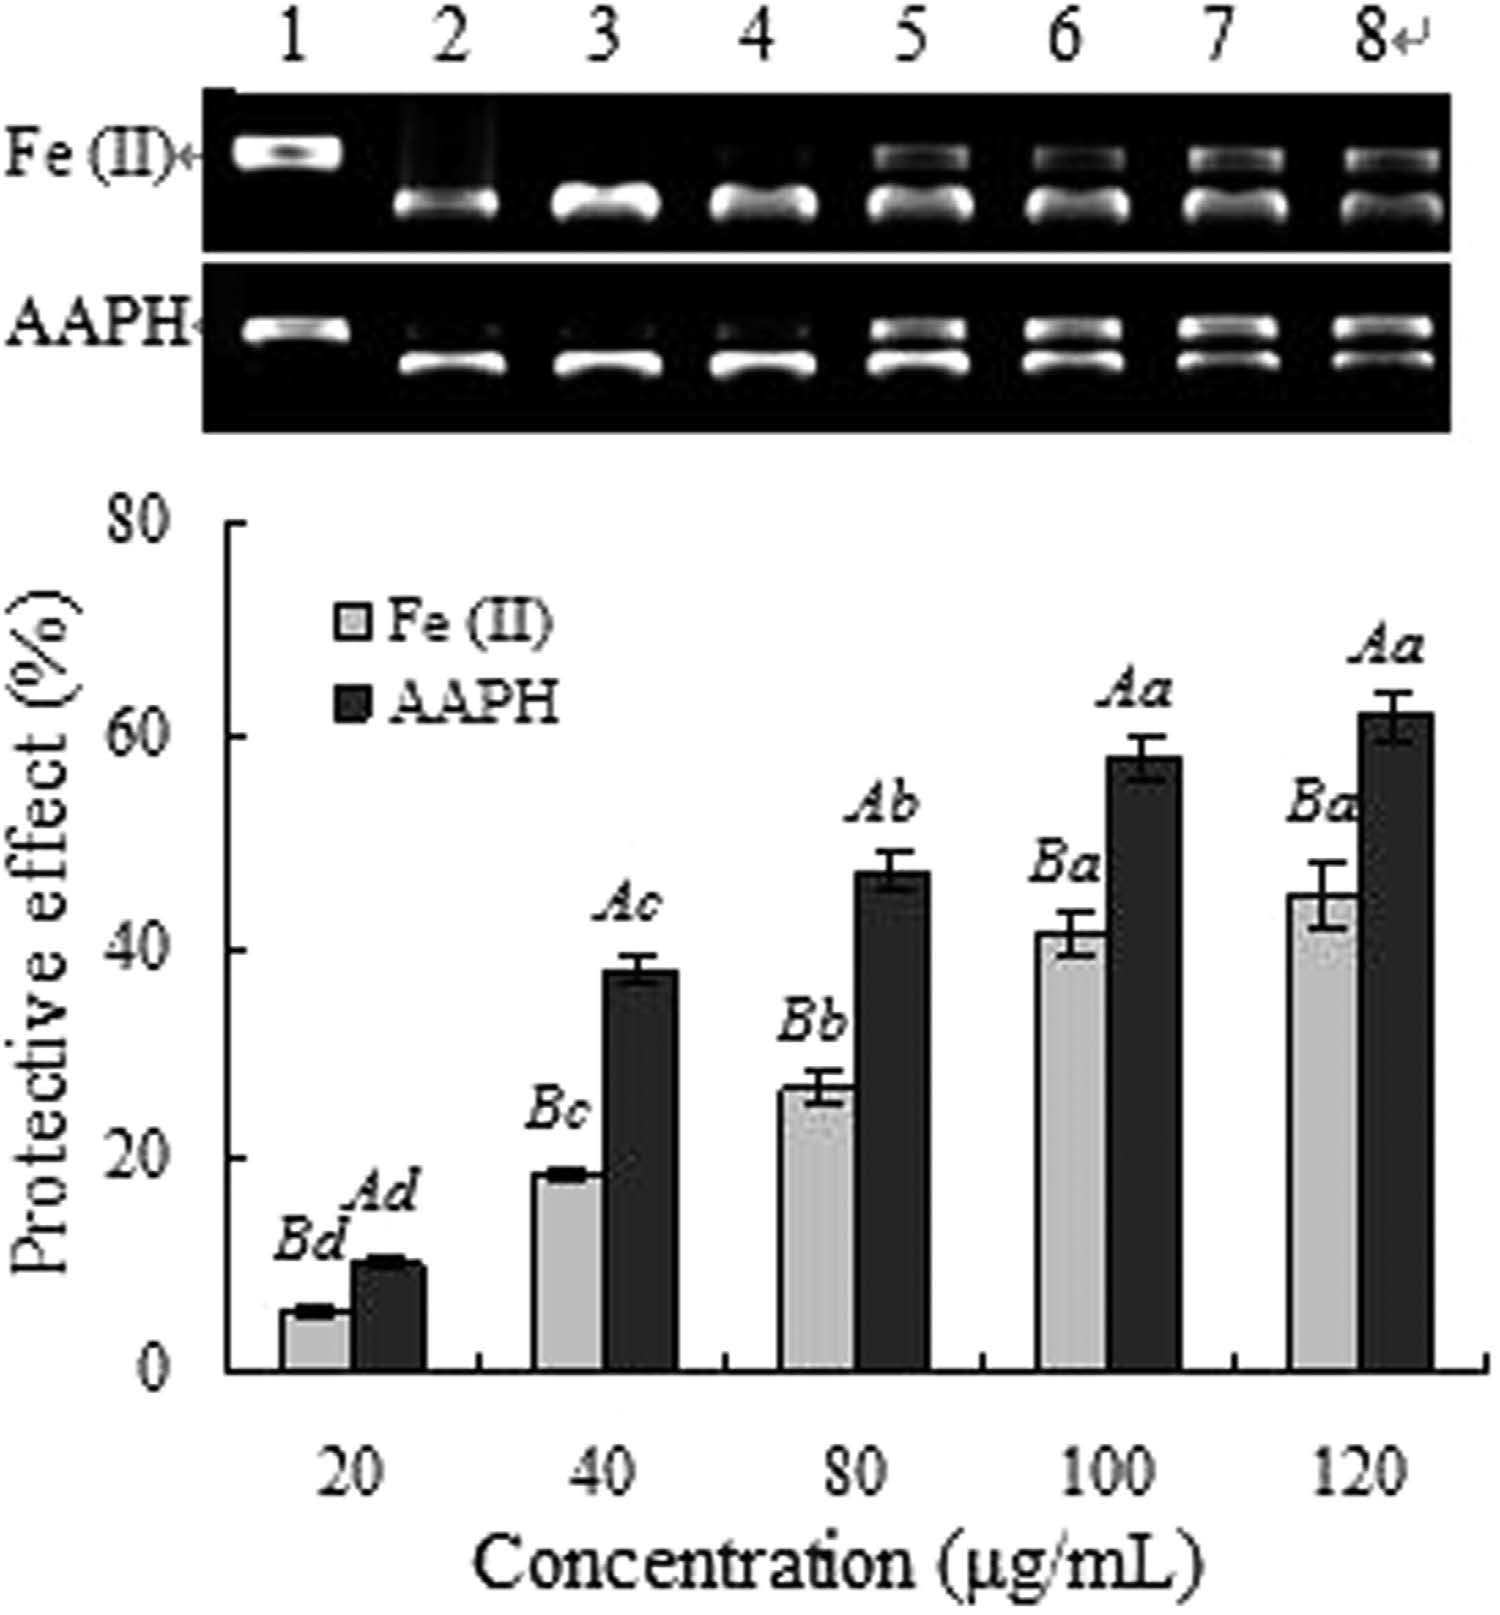 1 2 3 4 5 6 7 8↵
Fe (II)
AAPH
80
60
40
20
0
Protective effect (%)
Fe (II)
AAPH
Bd
Ad
Bc
Ac
Bb
Ab
Ba
Aa
Ba
Aa
20 40 80 100 120
Concentration (μg/mL)